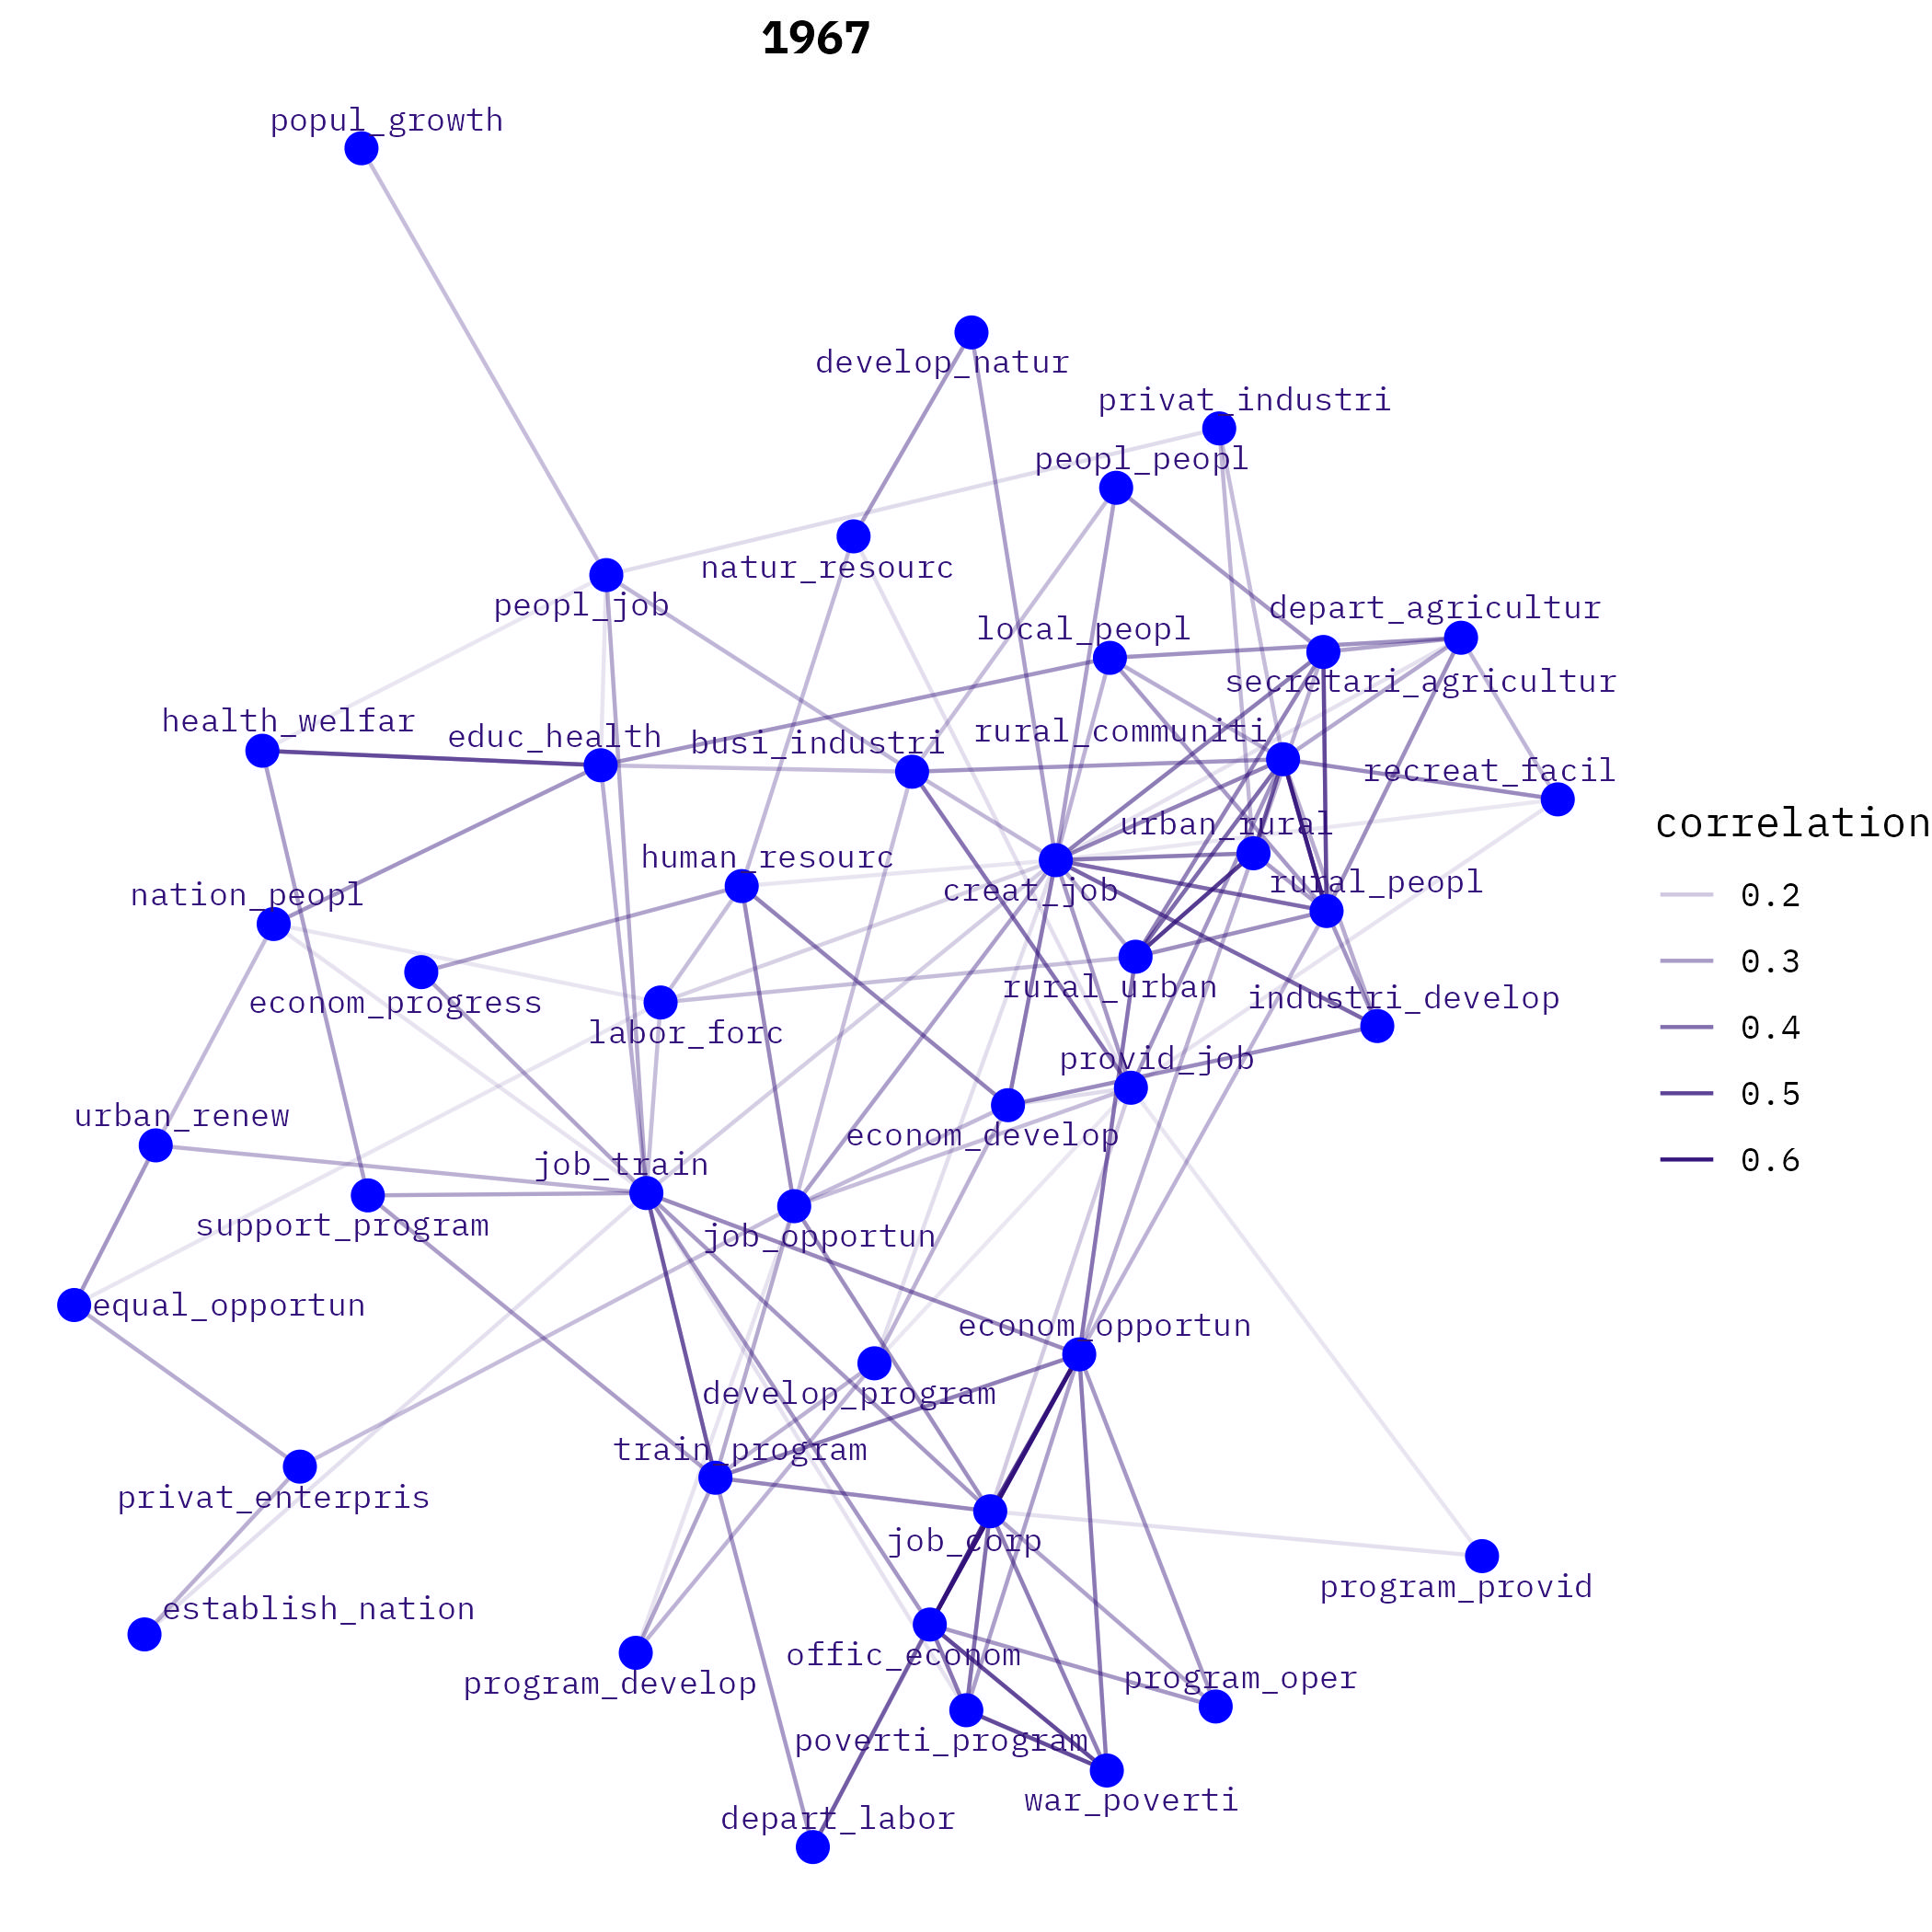 1967
popul_growth
develop_natur
privat_industri
peopl_peopl
natur_resourc
peopl_job
depart_agricultur
local_peopl
secretari_agricultur
health_welfar
educ_health
busi_industri
rural_communiti
recreat_facil
urban_rural
correlation
human_resourc
creat_job
rural_peopl
nation_peopl
0.2
0.3
0.4
0.5
0.6
econom_progress
rural_urban
industri_develop
labor_forc
provid_job
urban_renew
econom_develop
job_train
support_program
job_opportun
equal_opportun
econom_opportun
develop_program
train_program
privat_enterpris
job_corp
program_provid
establish_nation
offic_econom
program_develop
program_oper
poverti_program
war_poverti
depart_labor